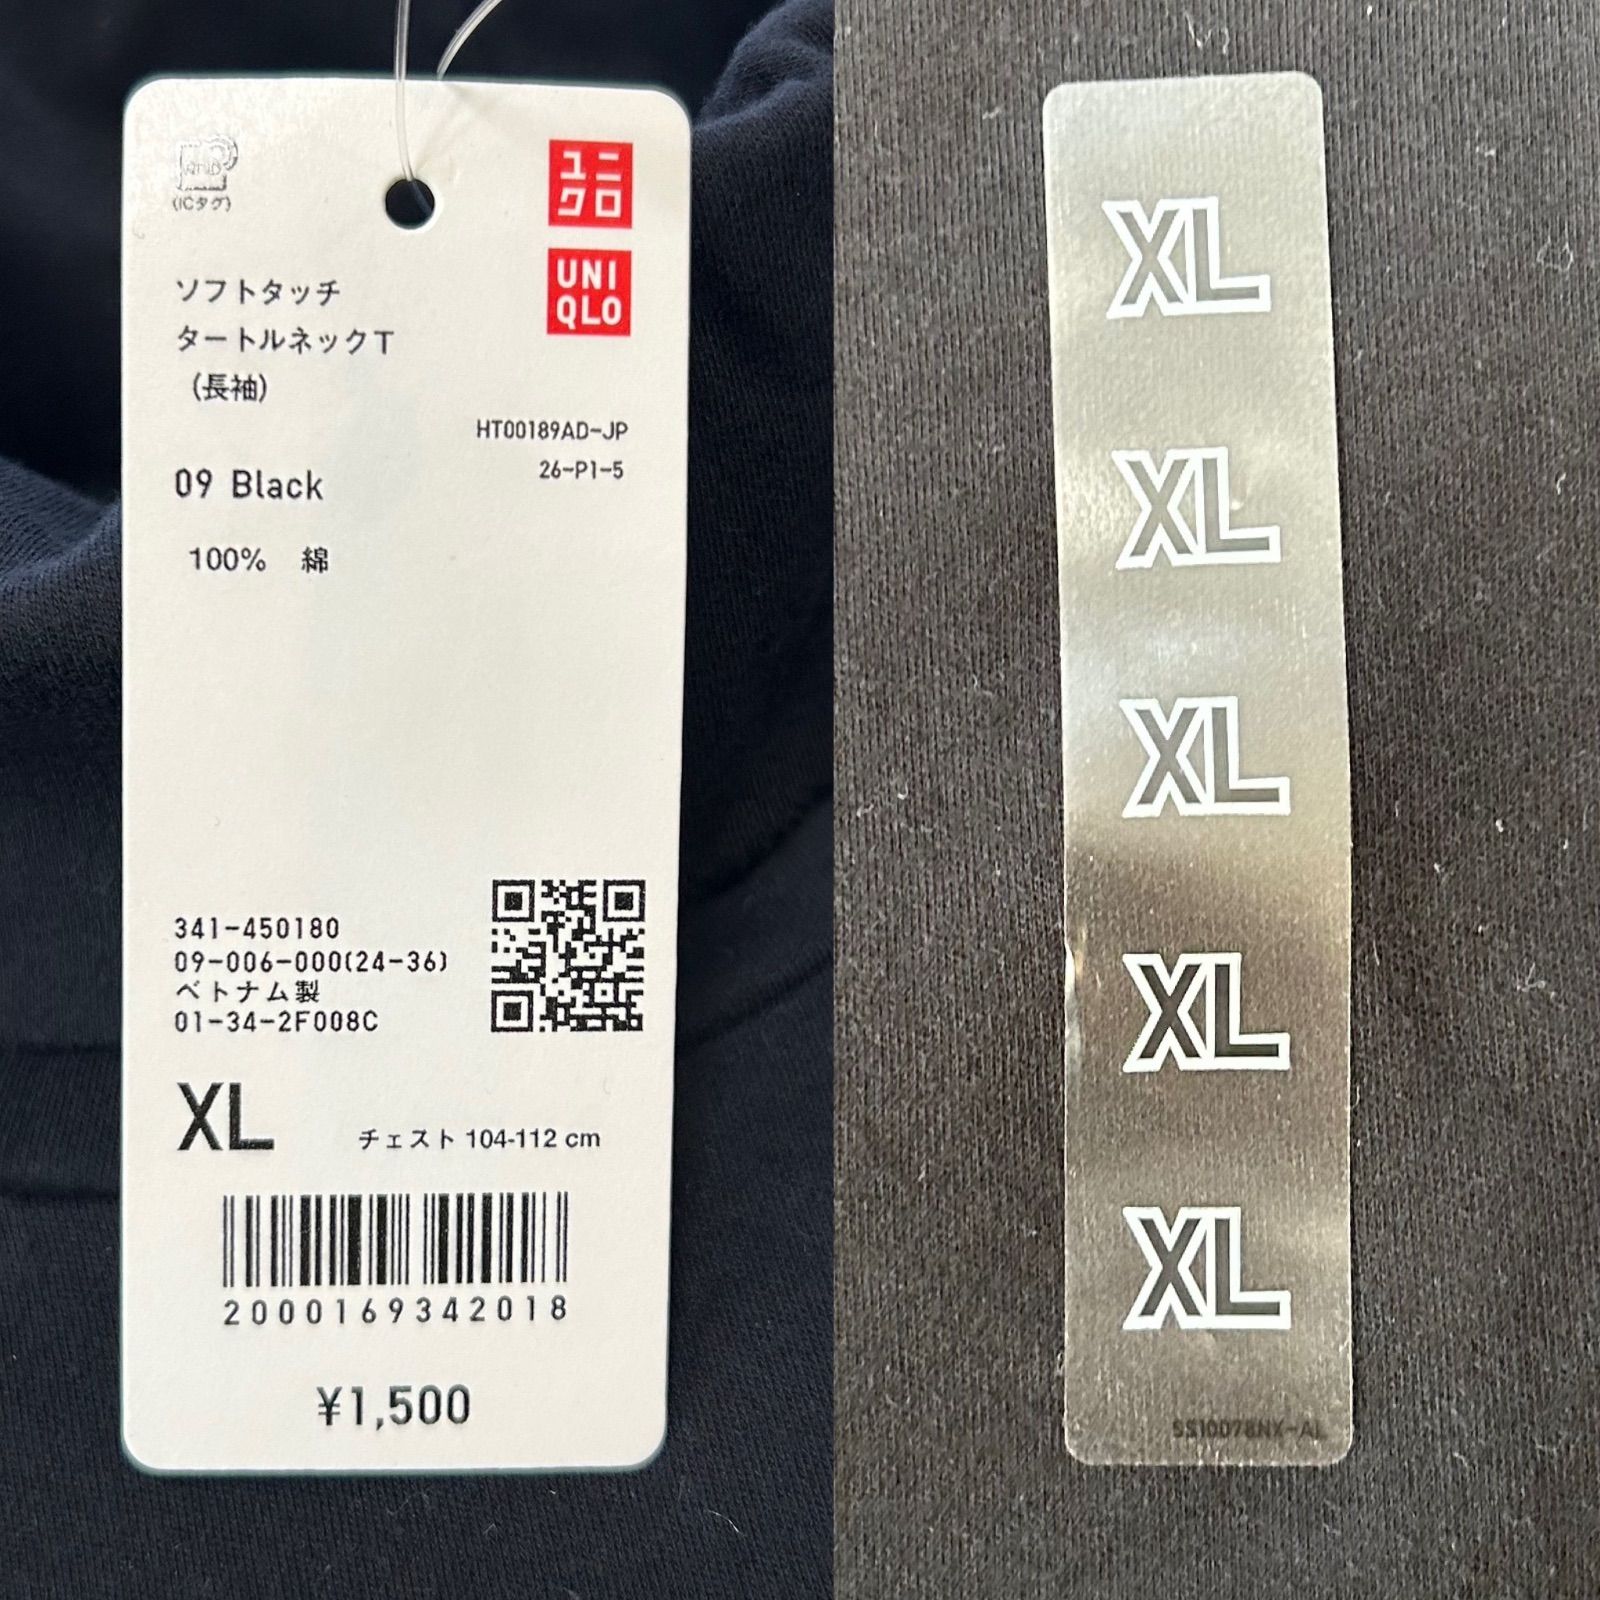 RFID
(ICタグ)
ユニ
クロ
UNI
QLO
ソフトタッチ
タートルネックT
(長袖)
HT00189AD-JP
26-P1-5
09 Black
100% 綿
341-450180
09-006-000(24-36)
ベトナム製
01-34-2F008C
XL
チェスト 104-112 cm
2000169342018
¥1,500
XL
XL
XL
XL
XL
SS10078NX-AL